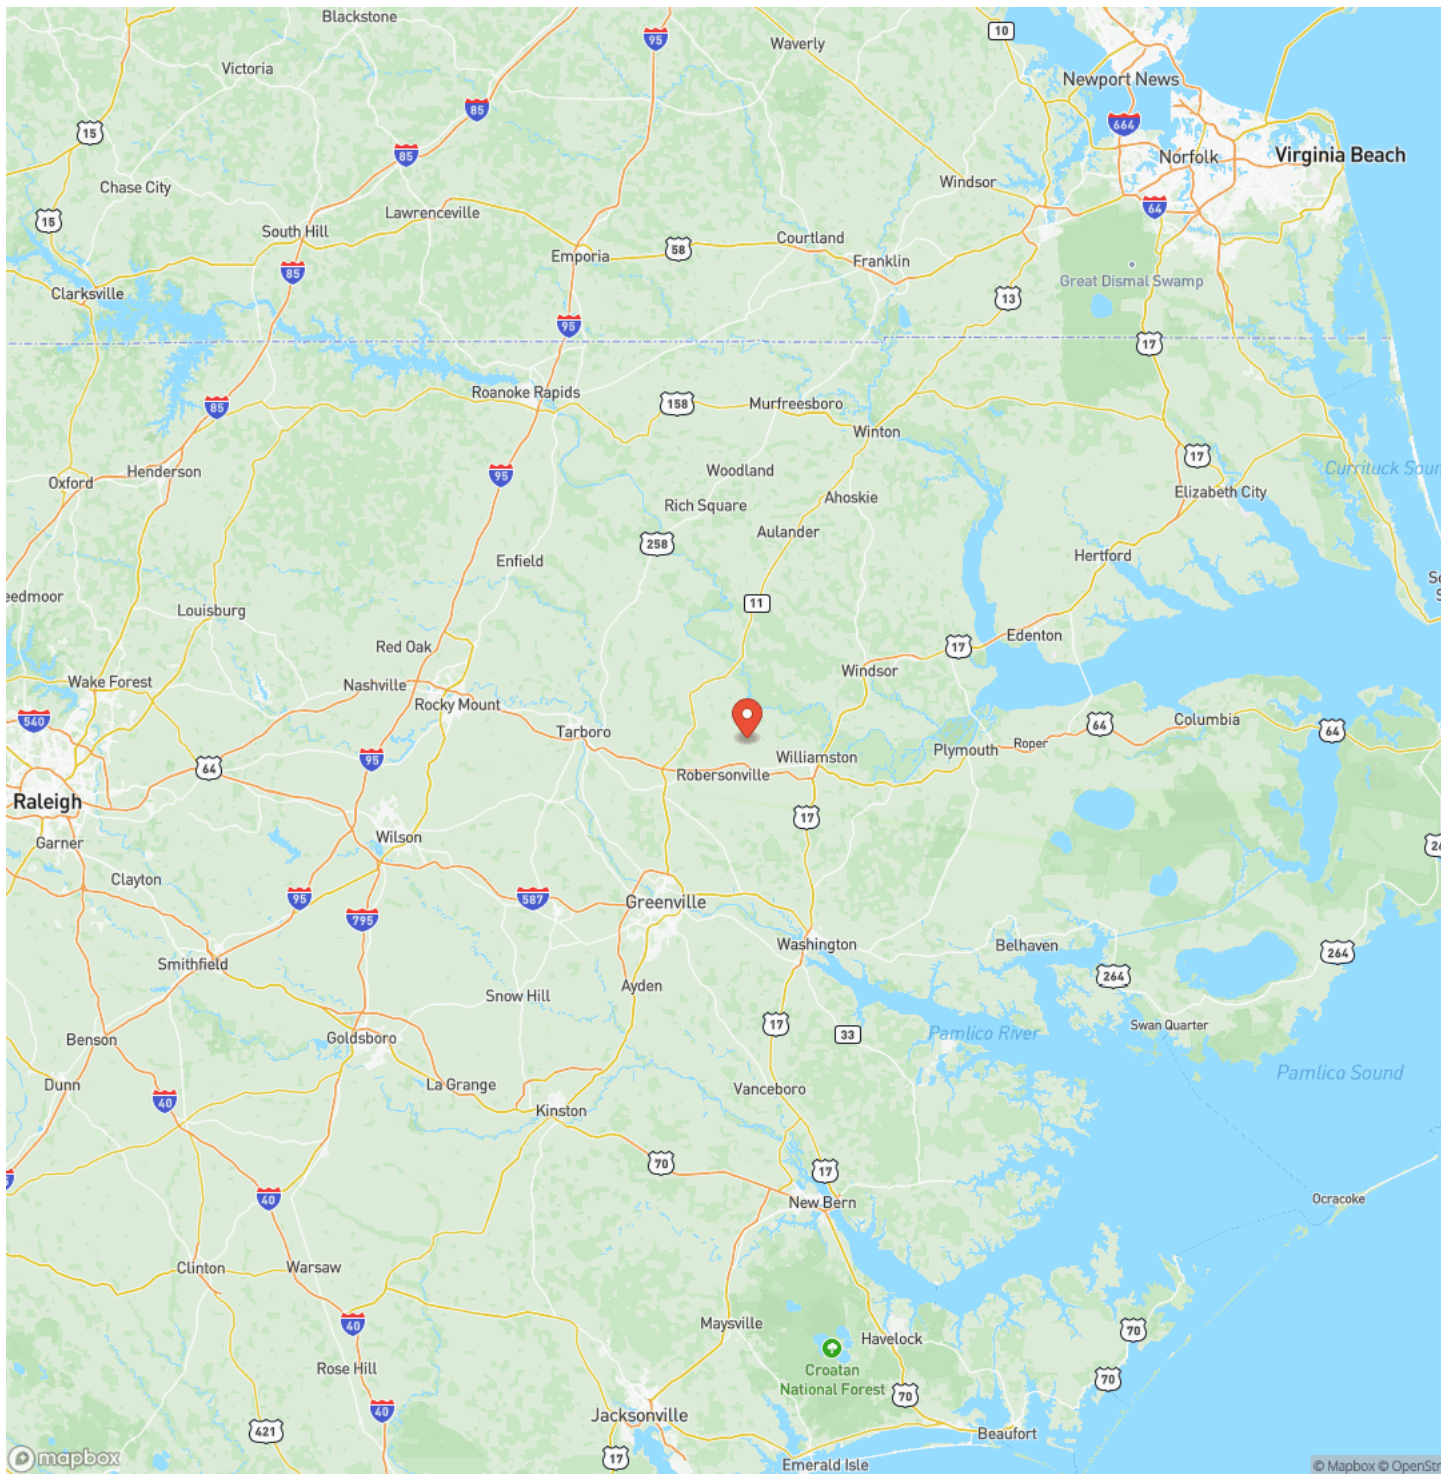 Blackstone
95
Waverly
10
Victoria
Newport News
85
664
15
85
Norfolk
Virginia Beach
Chase City
Windsor
Lawrenceville
64
15
South Hill
Courtland
58
Emporia
Franklin
85
Great Dismal Swamp
Clarksville
13
95
17
Roanoke Rapids
85
158
Murfreesboro
Winton
17
Henderson
95
Woodland
Currituck Soun
Oxford
Elizabeth City
Rich Square
Ahoskie
Aulander
258
Hertford
Enfield
So
S
eedmoor
11
Louisburg
Edenton
Red Oak
17
Windsor
Wake Forest
Nashville
Rocky Mount
540
Tarboro
64
Columbia
64
Roper
Plymouth
95
Williamston
64
Robersonville
Raleigh
17
Wilson
Garner
26
Clayton
95
587
Greenville
795
Washington
Belhaven
264
Smithfield
264
Ayden
Snow Hill
17
Swan Quarter
33
Pamlico River
Benson
Goldsboro
Pamlico Sound
Dunn
La Grange
Vanceboro
40
Kinston
70
17
40
New Bern
Ocracoke
Clinton
Warsaw
40
Maysville
70
Havelock
Rose Hill
Croatan
National Forest
70
70
40
Jacksonville
421
Beaufort
17
Emerald Isle
mapbox
© Mapbox © OpenStr